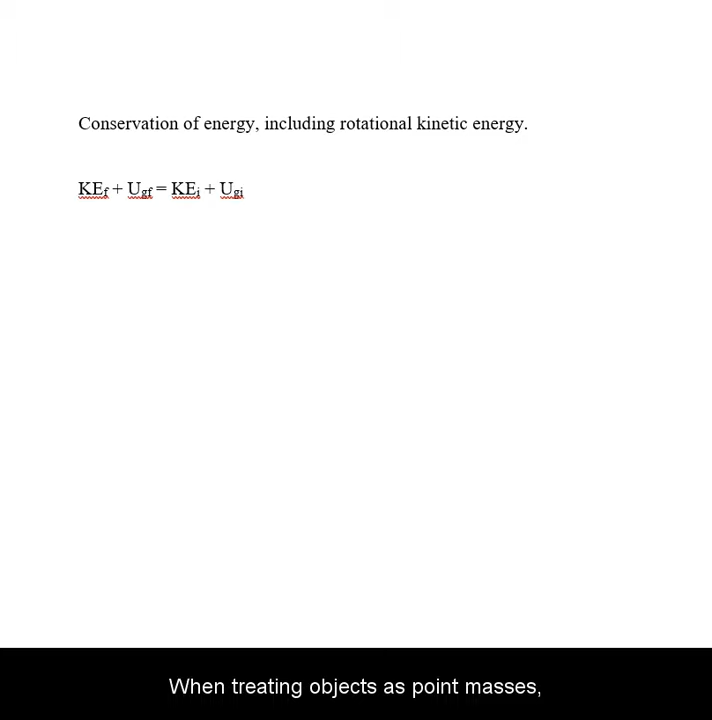 Conservation of energy, including rotational kinetic energy.
KEf + Ugf = KEi + Ugi
When treating objects as point masses,